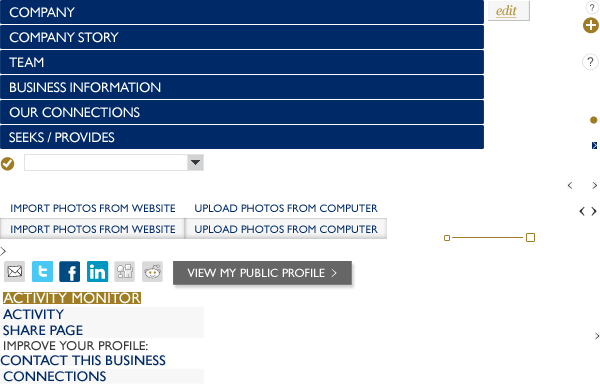 COMPANY
edit
?
COMPANY STORY
TEAM
?
BUSINESS INFORMATION
OUR CONNECTIONS
SEEKS / PROVIDES
IMPORT PHOTOS FROM WEBSITE UPLOAD PHOTOS FROM COMPUTER
IMPORT PHOTOS FROM WEBSITE UPLOAD PHOTOS FROM COMPUTER
t f in VIEW MY PUBLIC PROFILE >
ACTIVITY MONITOR
ACTIVITY
SHARE PAGE
IMPROVE YOUR PROFILE:
CONTACT THIS BUSINESS
CONNECTIONS